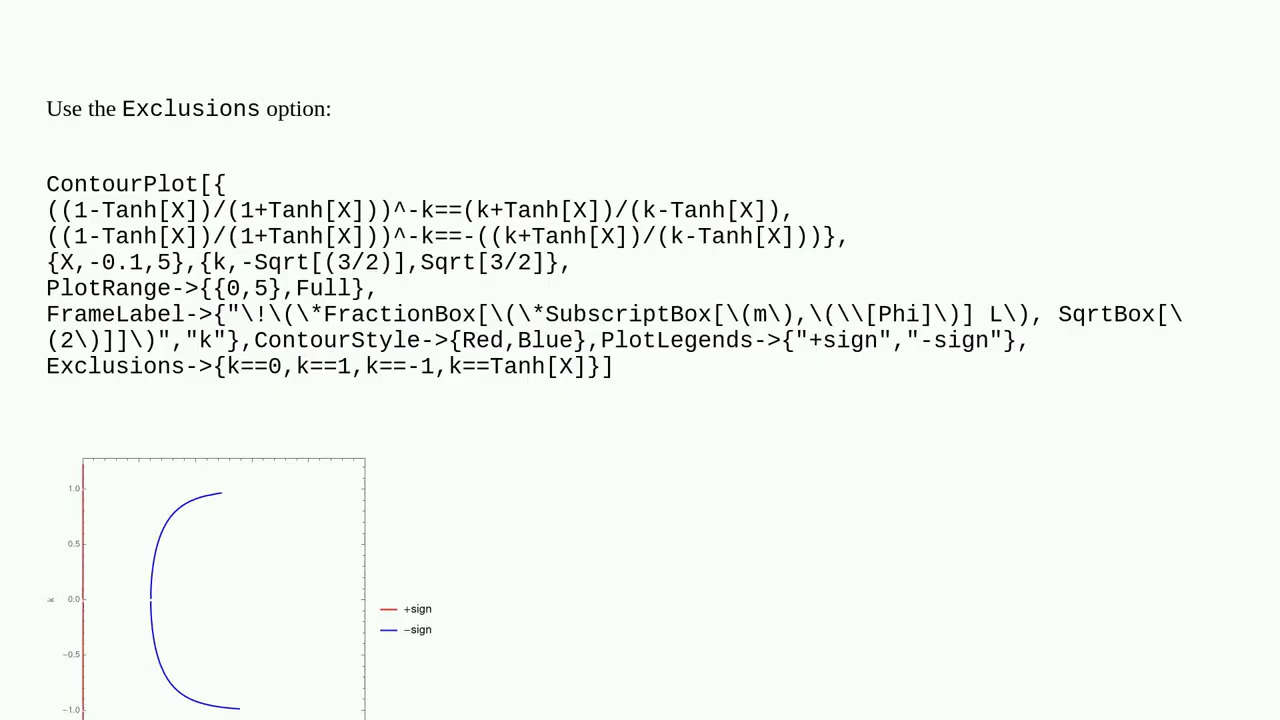 Use the Exclusions option:
ContourPlot[{
((1-Tanh[X])/(1+Tanh[X]))^-k==(k+Tanh[X])/(k-Tanh[X]),
((1-Tanh[X])/(1+Tanh[X]))^-k==-((k+Tanh[X])/(k-Tanh[X]))},
{X,-0.1,5},{k,-Sqrt[(3/2)],Sqrt[3/2]},
PlotRange->{{0,5},Full},
FrameLabel->{"\!\(\*FractionBox[\(\*SubscriptBox[\(m\),\(\\[Phi]\)] L\), SqrtBox[\
(2\)]]\)","k"},ContourStyle->{Red,Blue},PlotLegends->{"+sign","-sign"},
Exclusions->{k==0,k==1,k==-1,k==Tanh[X]}]
1.0
0.5
k
0.0
+sign
−sign
−0.5
−1.0